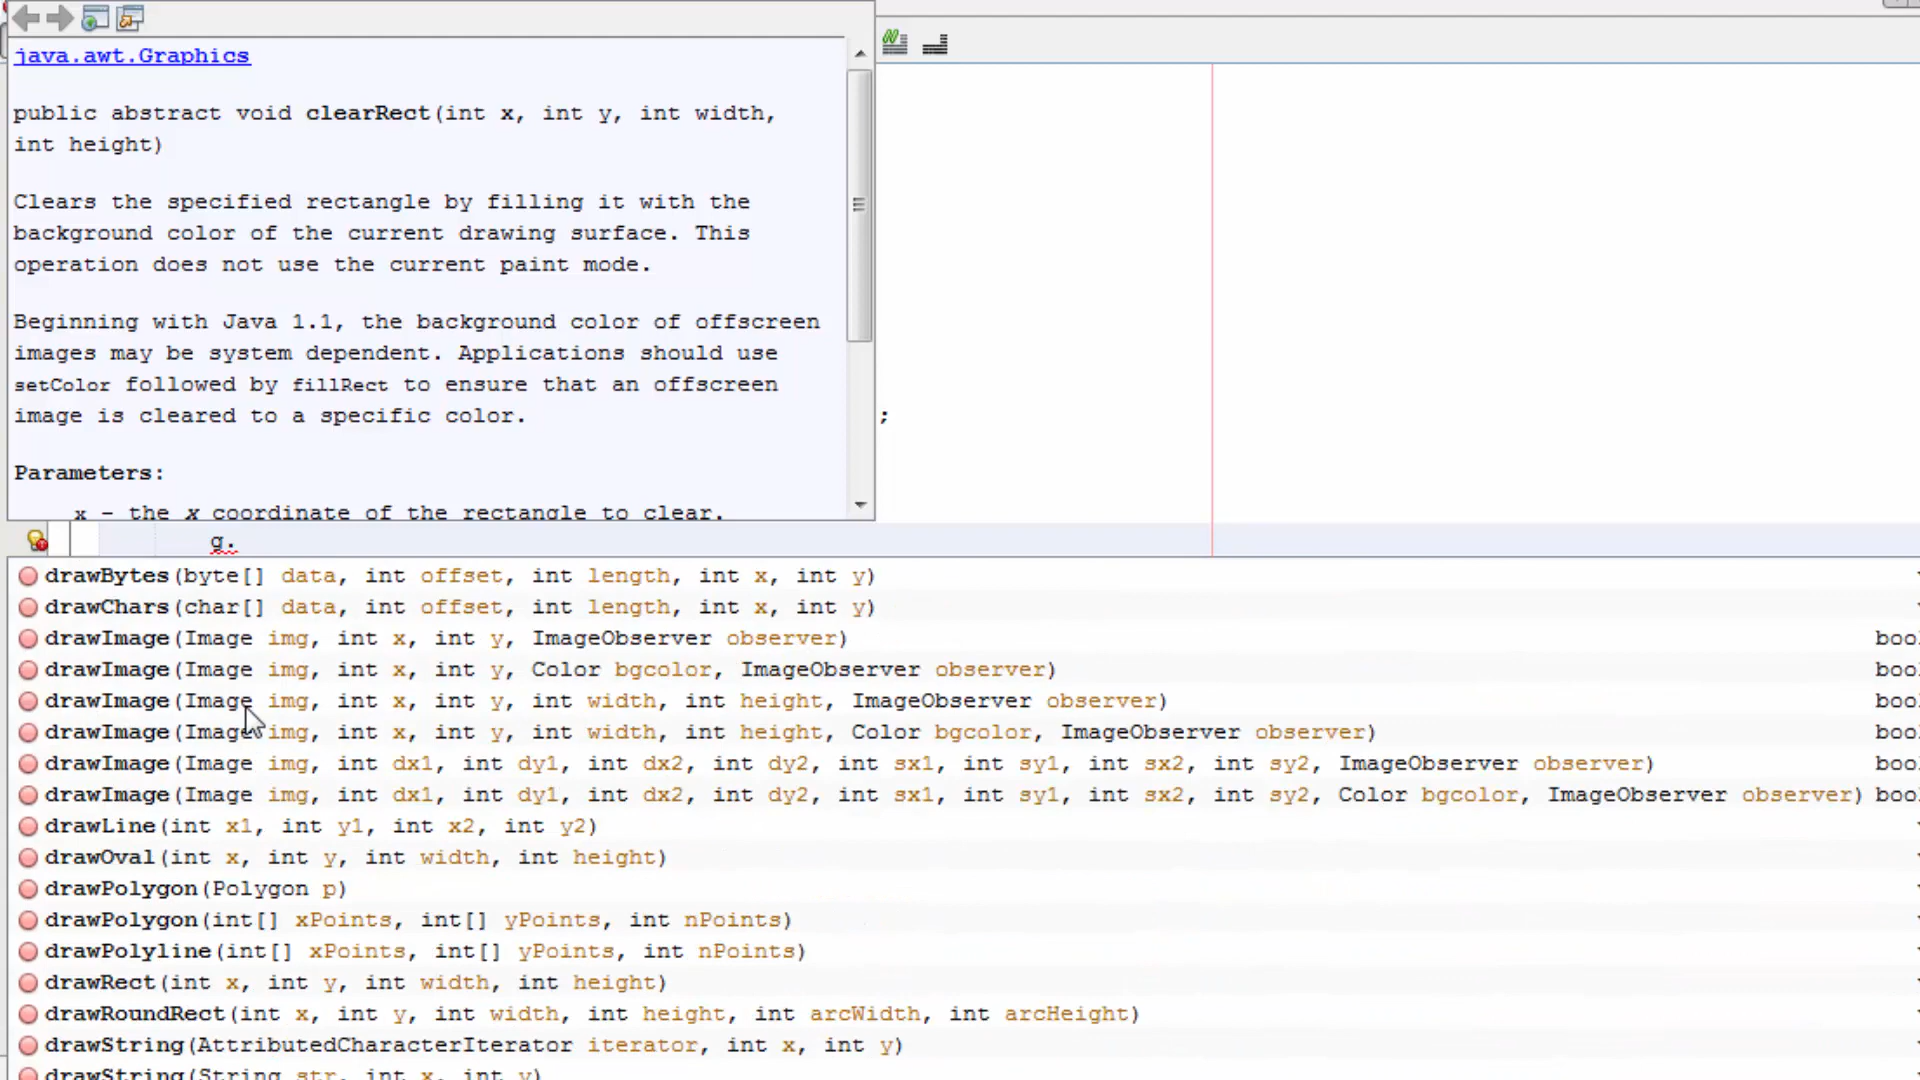 java.awt.Graphics
public abstract void clearRect(int x, int y, int width,
int height)
Clears the specified rectangle by filling it with the
background color of the current drawing surface. This
operation does not use the current paint mode.
Beginning with Java 1.1, the background color of offscreen
images may be system dependent. Applications should use
setColor followed by fillRect to ensure that an offscreen
image is cleared to a specific color.
;
Parameters:
x – the x coordinate of the rectangle to clear.
g.
drawBytes(byte[] data, int offset, int length, int x, int y)
drawChars(char[] data, int offset, int length, int x, int y)
drawImage(Image img, int x, int y, ImageObserver observer) bool
drawImage(Image img, int x, int y, Color bgcolor, ImageObserver observer) bool
drawImage(Image img, int x, int y, int width, int height, ImageObserver observer) bool
drawImage(Image img, int x, int y, int width, int height, Color bgcolor, ImageObserver observer) bool
drawImage(Image img, int dx1, int dy1, int dx2, int dy2, int sx1, int sy1, int sx2, int sy2, ImageObserver observer) bool
drawImage(Image img, int dx1, int dy1, int dx2, int dy2, int sx1, int sy1, int sx2, int sy2, Color bgcolor, ImageObserver observer) bool
drawLine(int x1, int y1, int x2, int y2)
drawOval(int x, int y, int width, int height)
drawPolygon(Polygon p)
drawPolygon(int[] xPoints, int[] yPoints, int nPoints)
drawPolyline(int[] xPoints, int[] yPoints, int nPoints)
drawRect(int x, int y, int width, int height)
drawRoundRect(int x, int y, int width, int height, int arcWidth, int arcHeight)
drawString(AttributedCharacterIterator iterator, int x, int y)
drawString(String str, int x, int y)